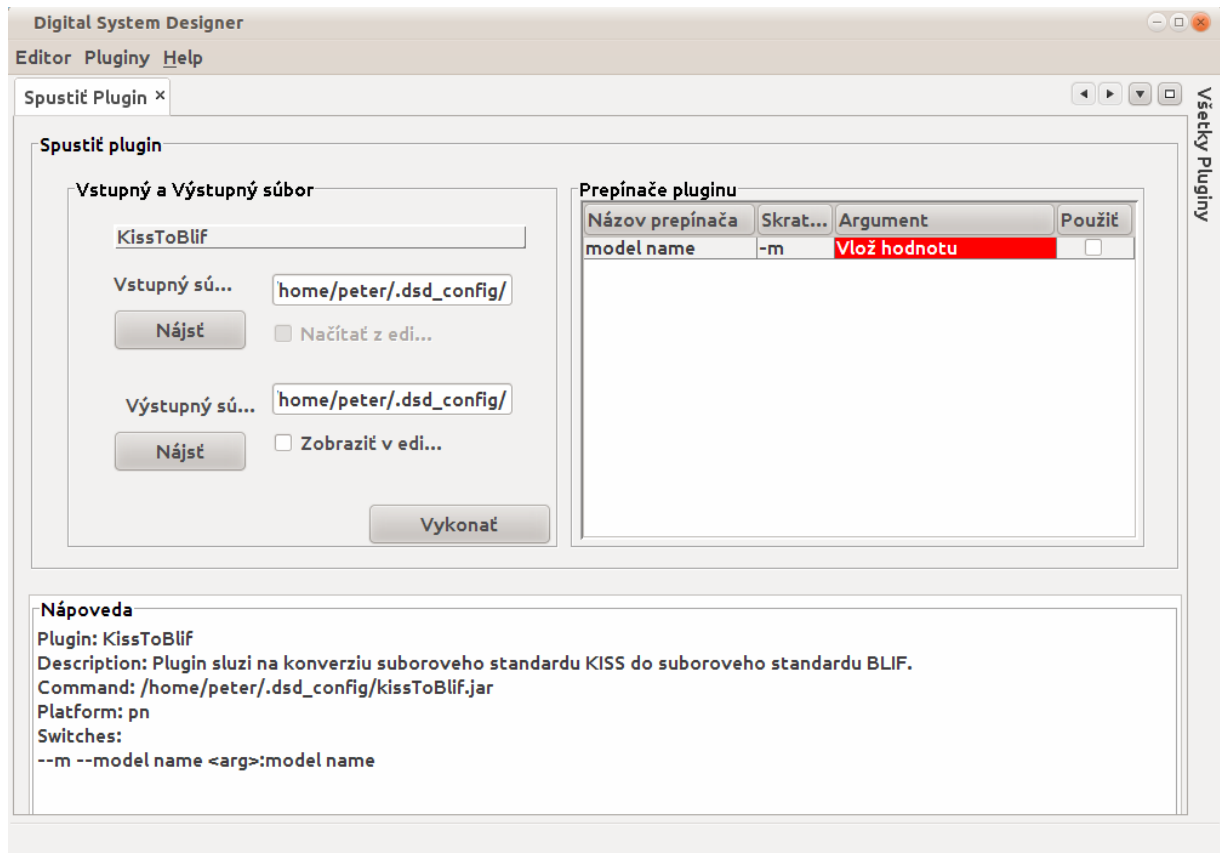 Digital System Designer
Editor Pluginy Help
Spustiť Plugin ×
Všetky Pluginy
Spustiť plugin
Vstupný a Výstupný súbor
KissToBlif
Vstupný sú... home/peter/.dsd_config/
Nájsť Načítať z edi...
Výstupný sú... home/peter/.dsd_config/
Nájsť Zobraziť v edi...
Vykonať
Prepínače pluginu
Názov prepínača Skrat... Argument Použiť
model name -m Vlož hodnotu
Nápoveda
Plugin: KissToBlif
Description: Plugin sluzi na konverziu suboroveho standardu KISS do suboroveho standardu BLIF.
Command: /home/peter/.dsd_config/kissToBlif.jar
Platform: pn
Switches:
--m --model name <arg>:model name